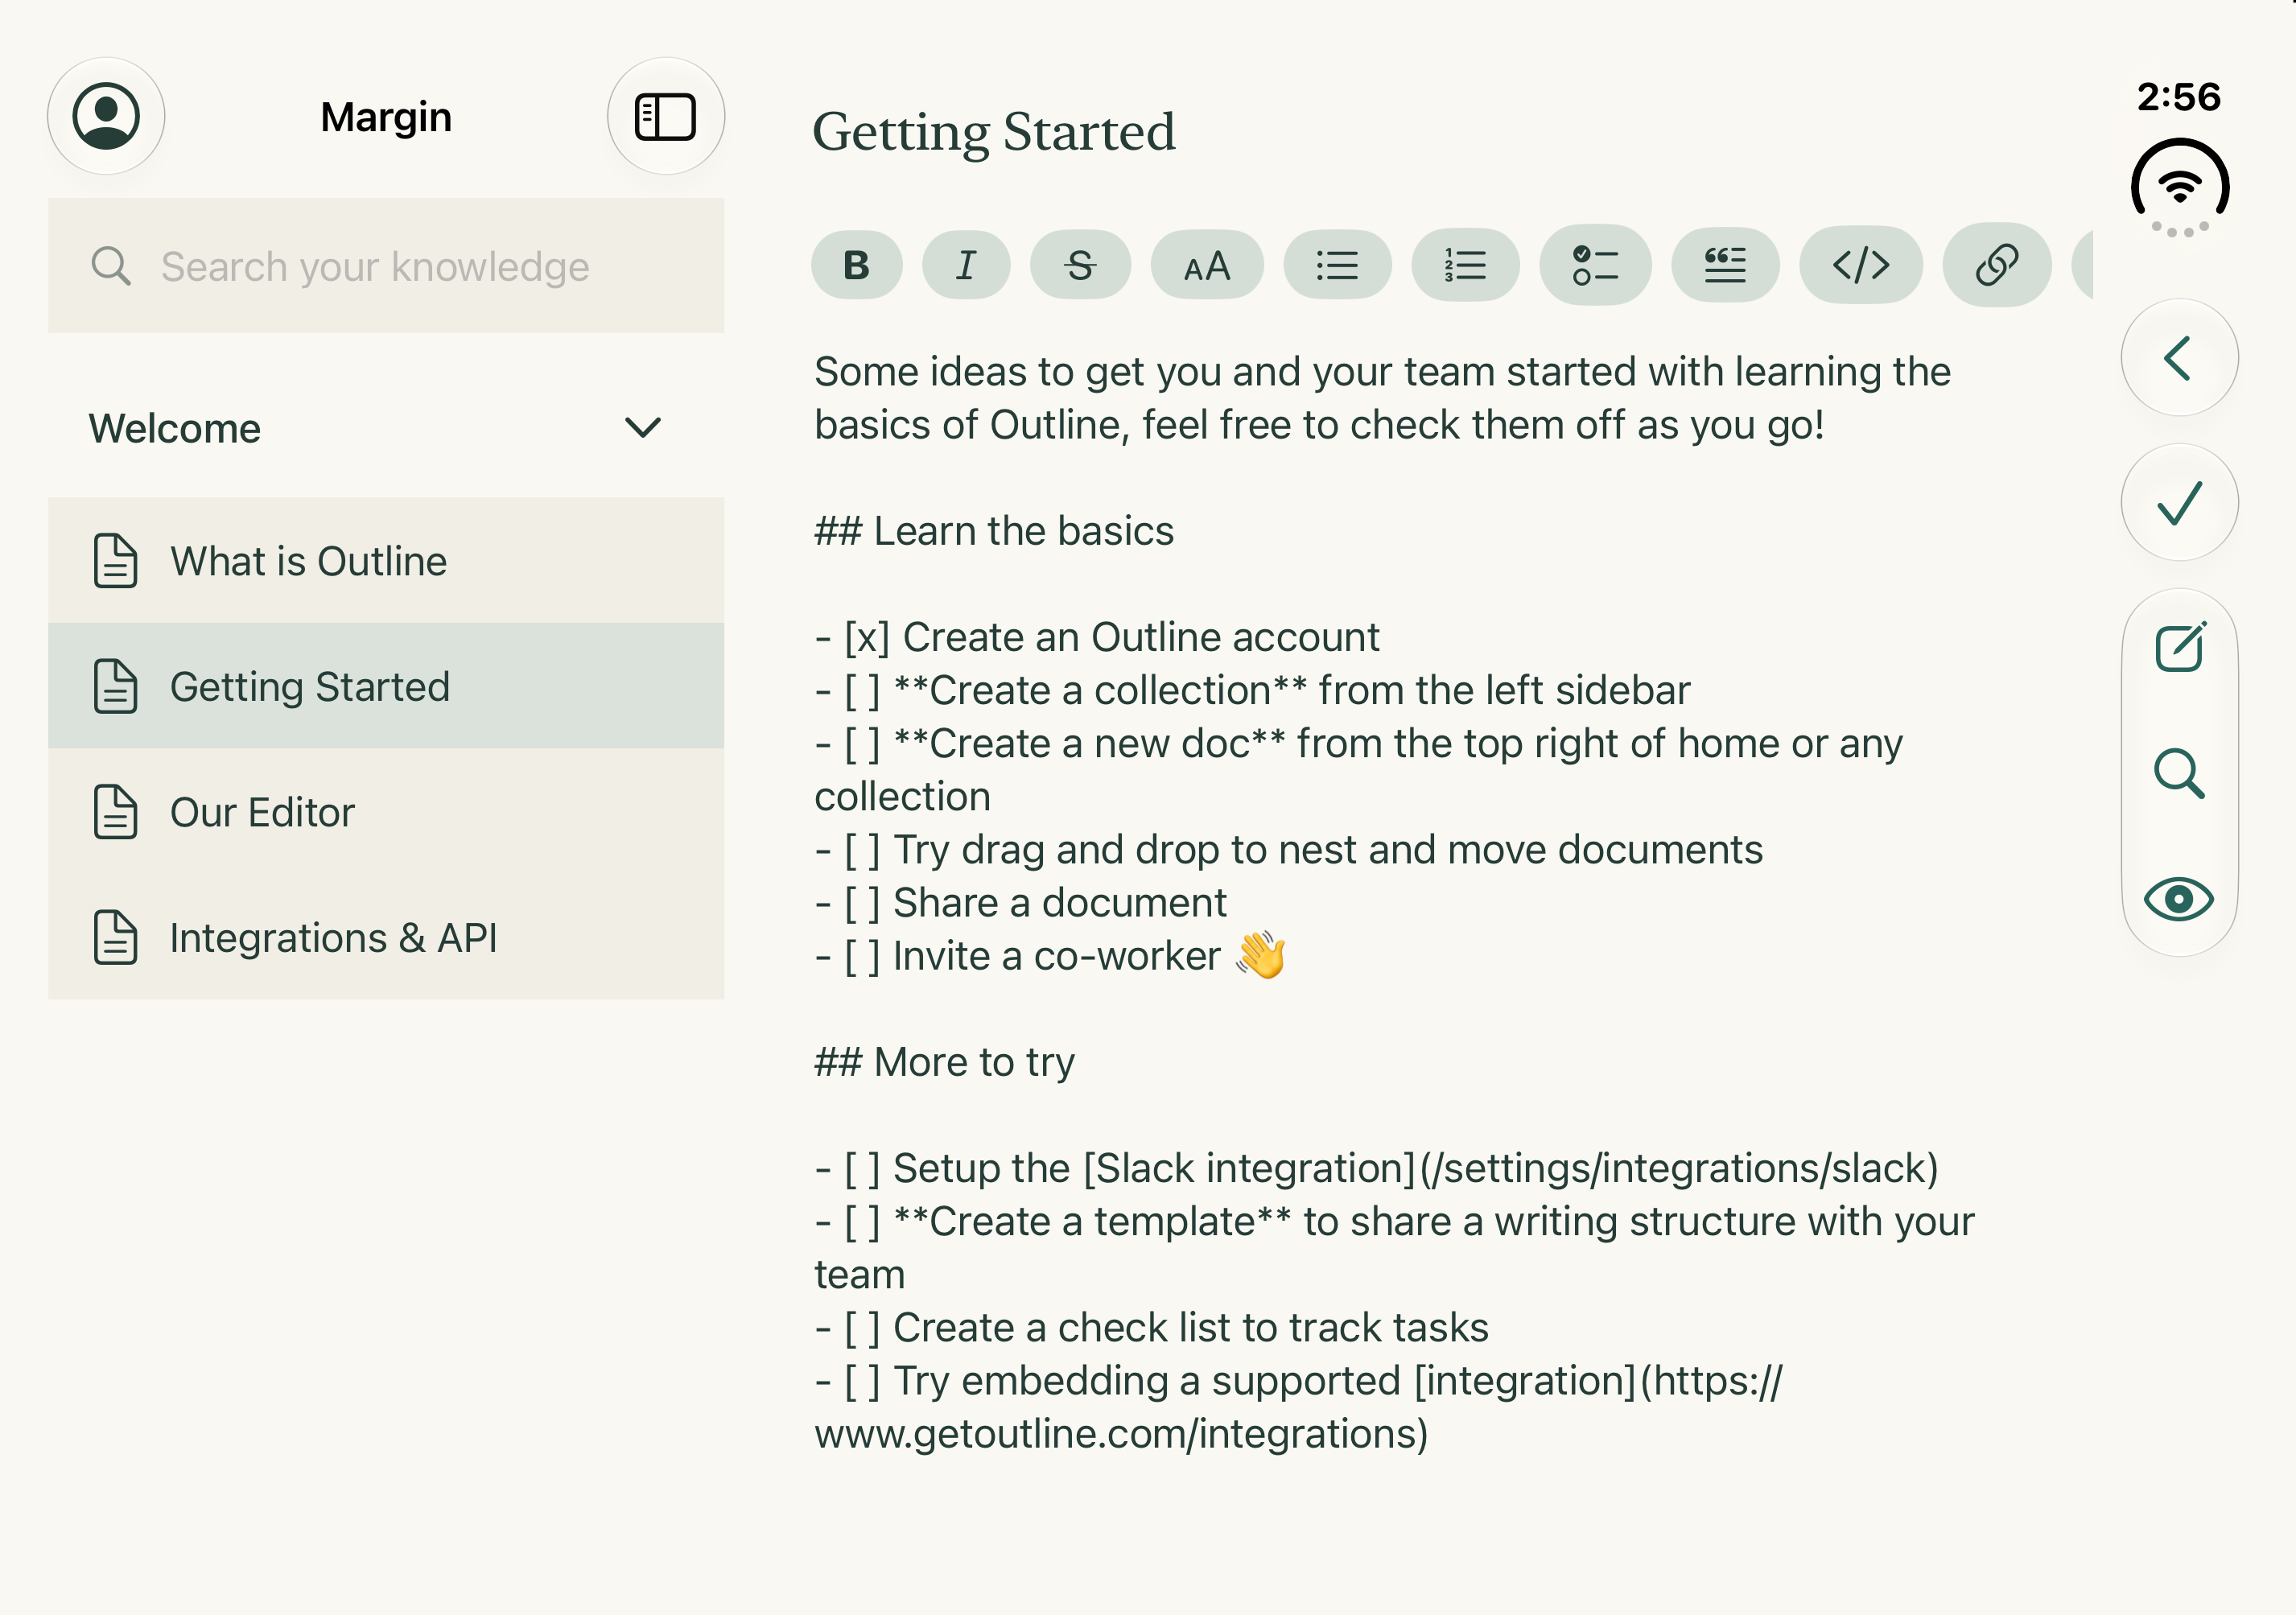 Margin
Search your knowledge
Welcome
What is Outline
Getting Started
Our Editor
Integrations & API
Getting Started
B I S AA
Some ideas to get you and your team started with learning the
basics of Outline, feel free to check them off as you go!
## Learn the basics
- [x] Create an Outline account
- [ ] **Create a collection** from the left sidebar
- [ ] **Create a new doc** from the top right of home or any
collection
- [ ] Try drag and drop to nest and move documents
- [ ] Share a document
- [ ] Invite a co-worker 👋
## More to try
- [ ] Setup the [Slack integration](/settings/integrations/slack)
- [ ] **Create a template** to share a writing structure with your
team
- [ ] Create a check list to track tasks
- [ ] Try embedding a supported [integration](https://
www.getoutline.com/integrations)
2:56